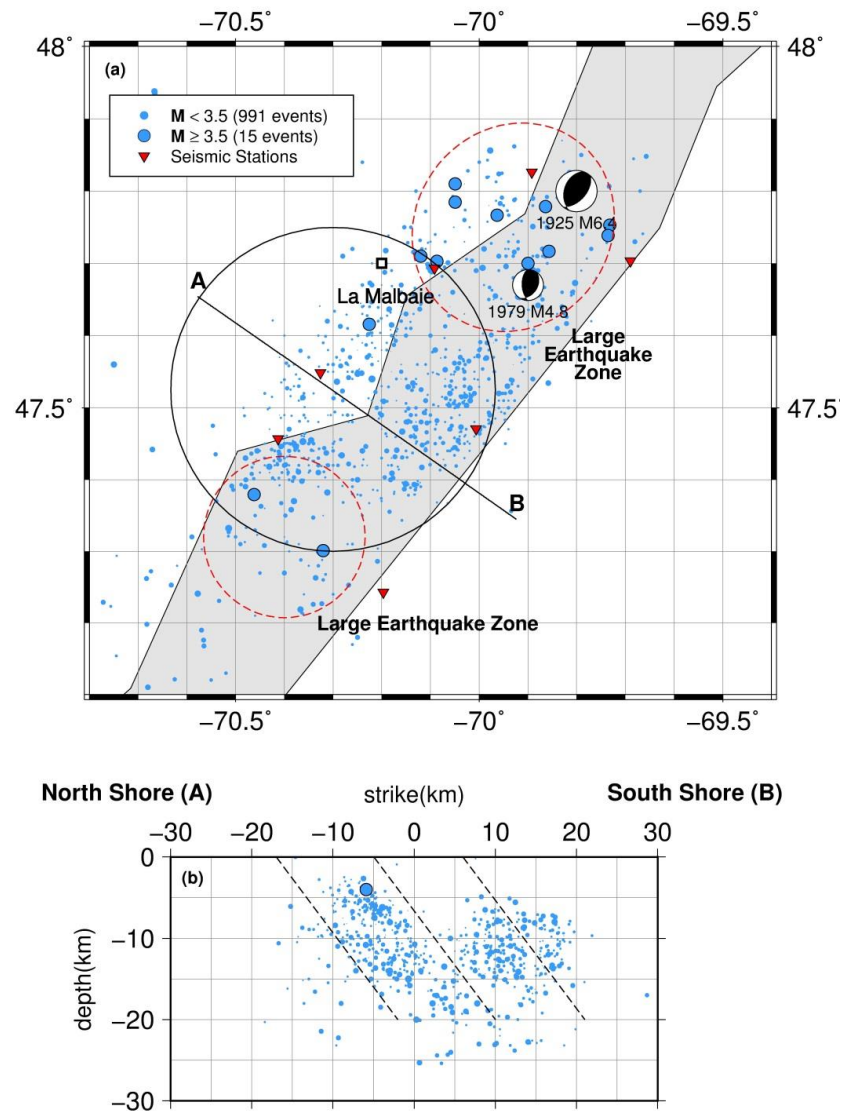 −70.5˚ −70˚ −69.5˚
48˚ 48˚
(a)
M < 3.5 (991 events)
M ≥ 3.5 (15 events)
Seismic Stations
1925 M6.4
A
La Malbaie
1979 M4.8
Large
Earthquake
Zone
47.5˚ 47.5˚
B
Large Earthquake Zone
−70.5˚ −70˚ −69.5˚
North Shore (A) strike(km) South Shore (B)
−30 −20 −10 0 10 20 30
0
(b)
−10
depth(km)
−20
−30